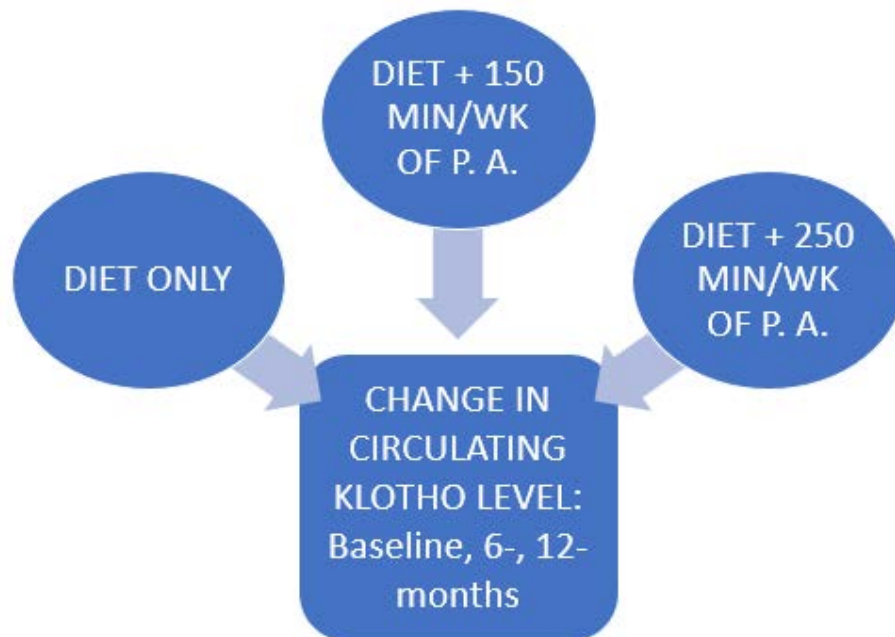 DIET + 150
MIN/WK
OF P. A.
DIET ONLY
DIET + 250
MIN/WK
OF P. A.
CHANGE IN
CIRCULATING
KLOTHO LEVEL:
Baseline, 6-, 12-
months